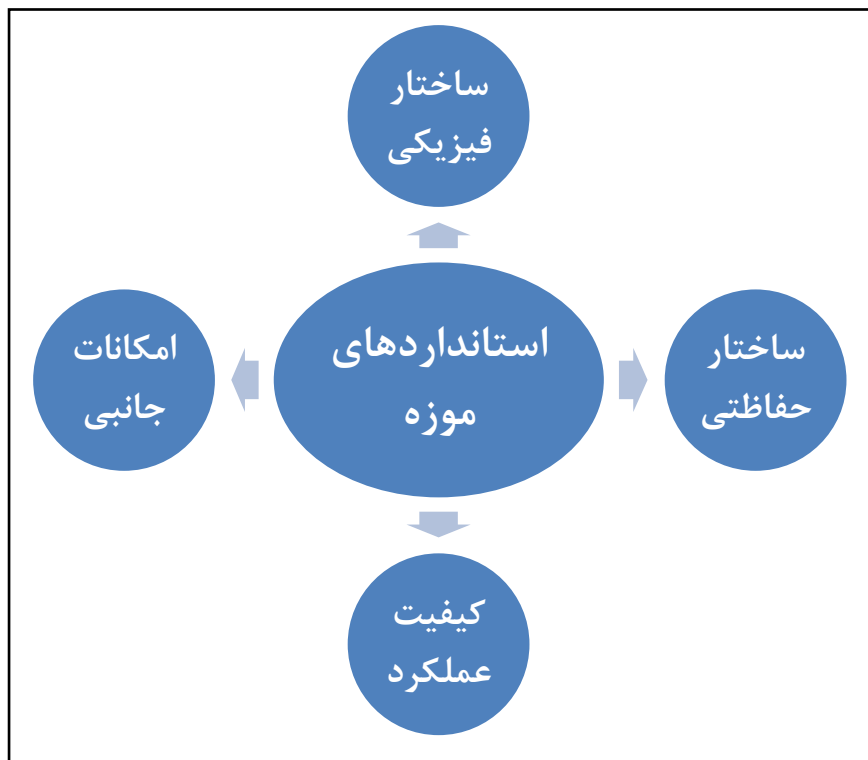 ساختار
فیزیکی
استانداردهای
موزه
ساختار
حفاظتی
امکانات
جانبی
کیفیت
عملکرد